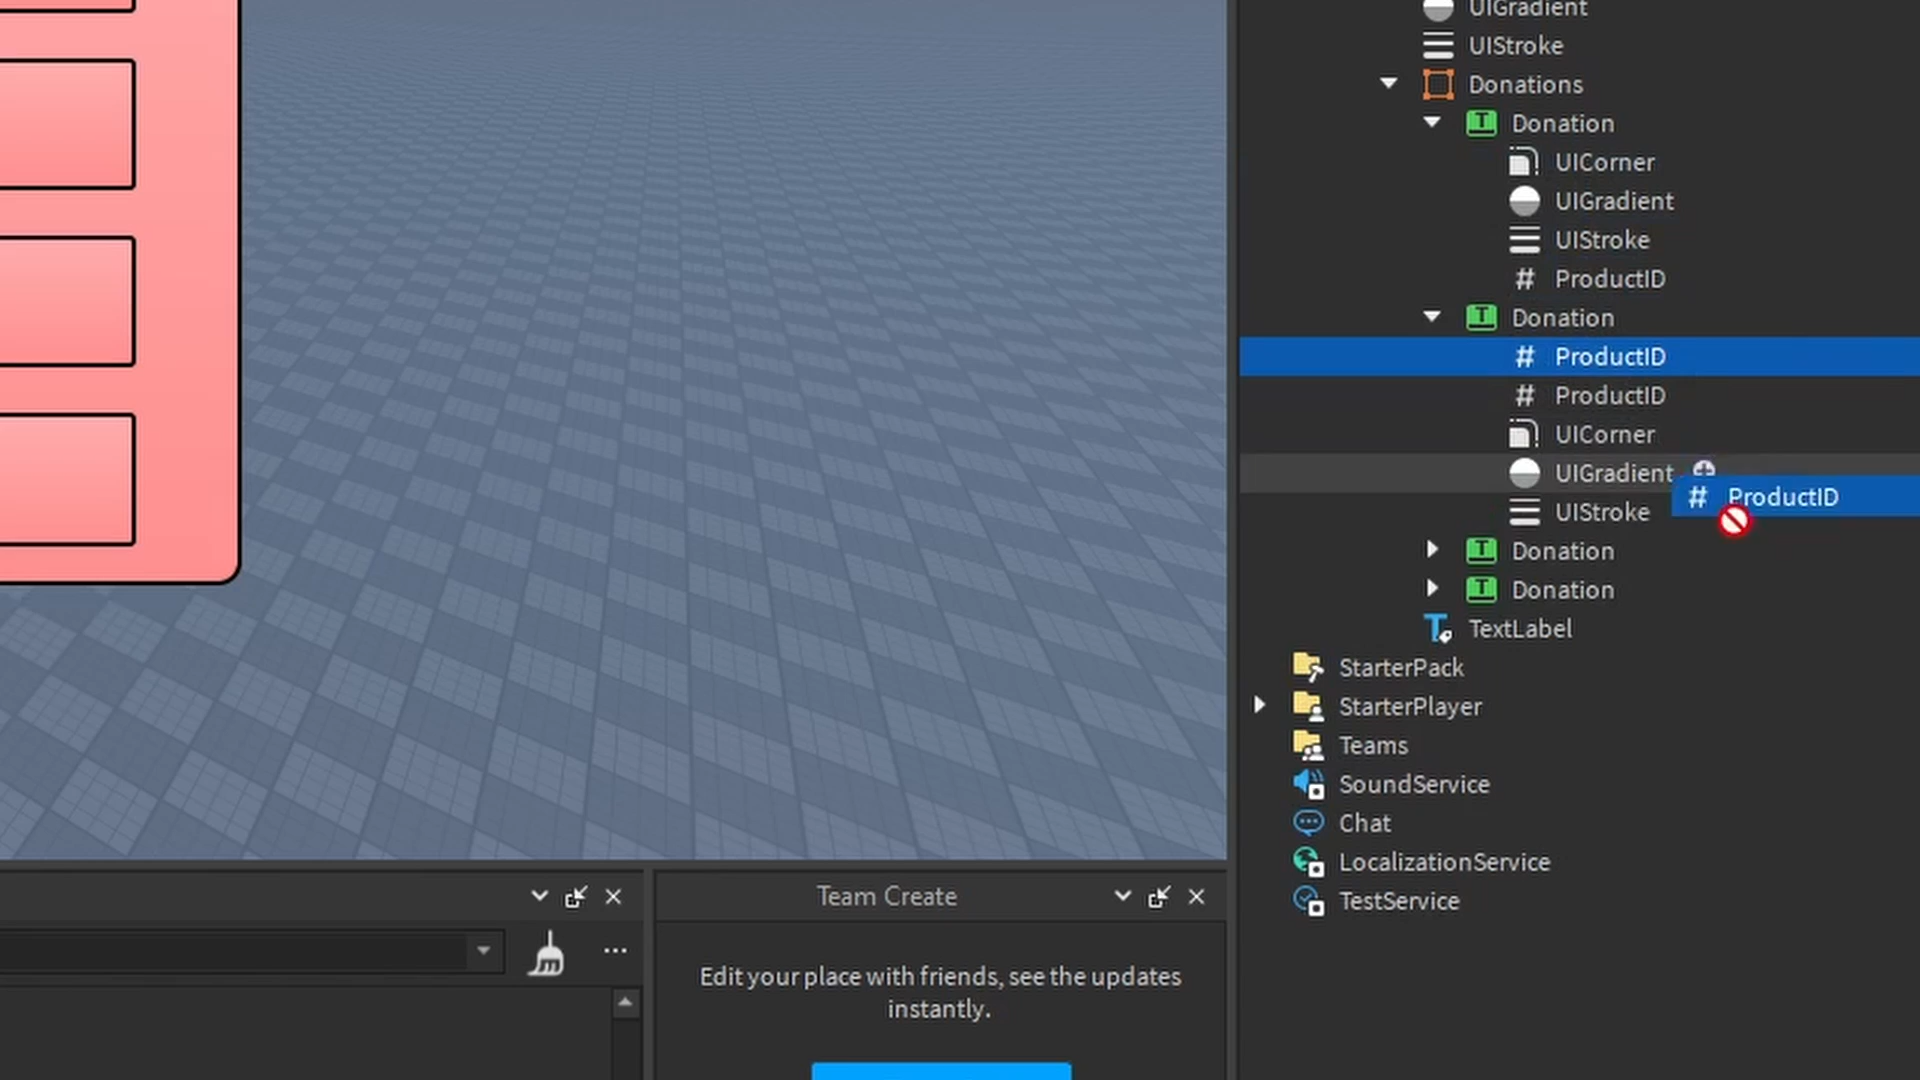 UIGradient
UIStroke
Donations
Donation
UICorner
UIGradient
UIStroke
# ProductID
Donation
# ProductID
# ProductID
UICorner
UIGradient
# ProductID
UIStroke
Donation
Donation
TextLabel
StarterPack
StarterPlayer
Teams
SoundService
Chat
LocalizationService
TestService
Team Create
Edit your place with friends, see the updates
instantly.